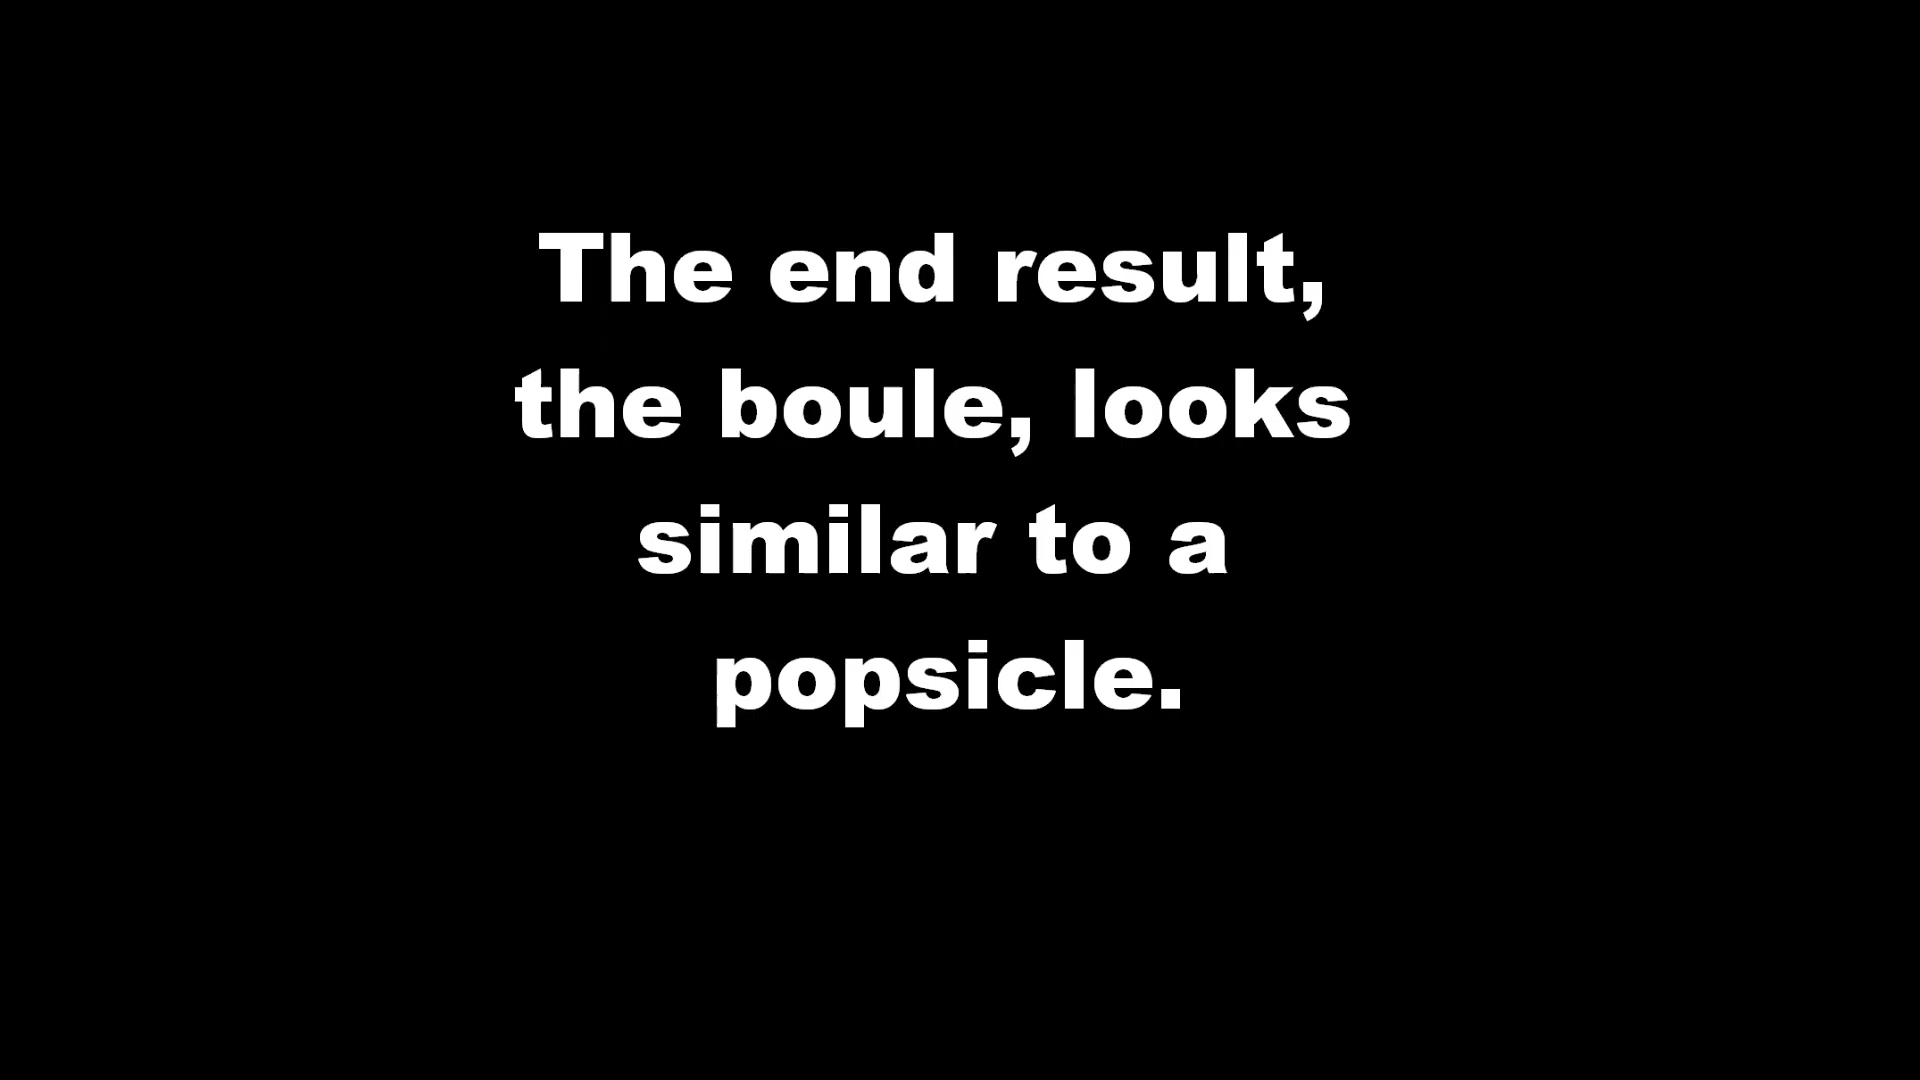 The end result,
the boule, looks
similar to a
popsicle.